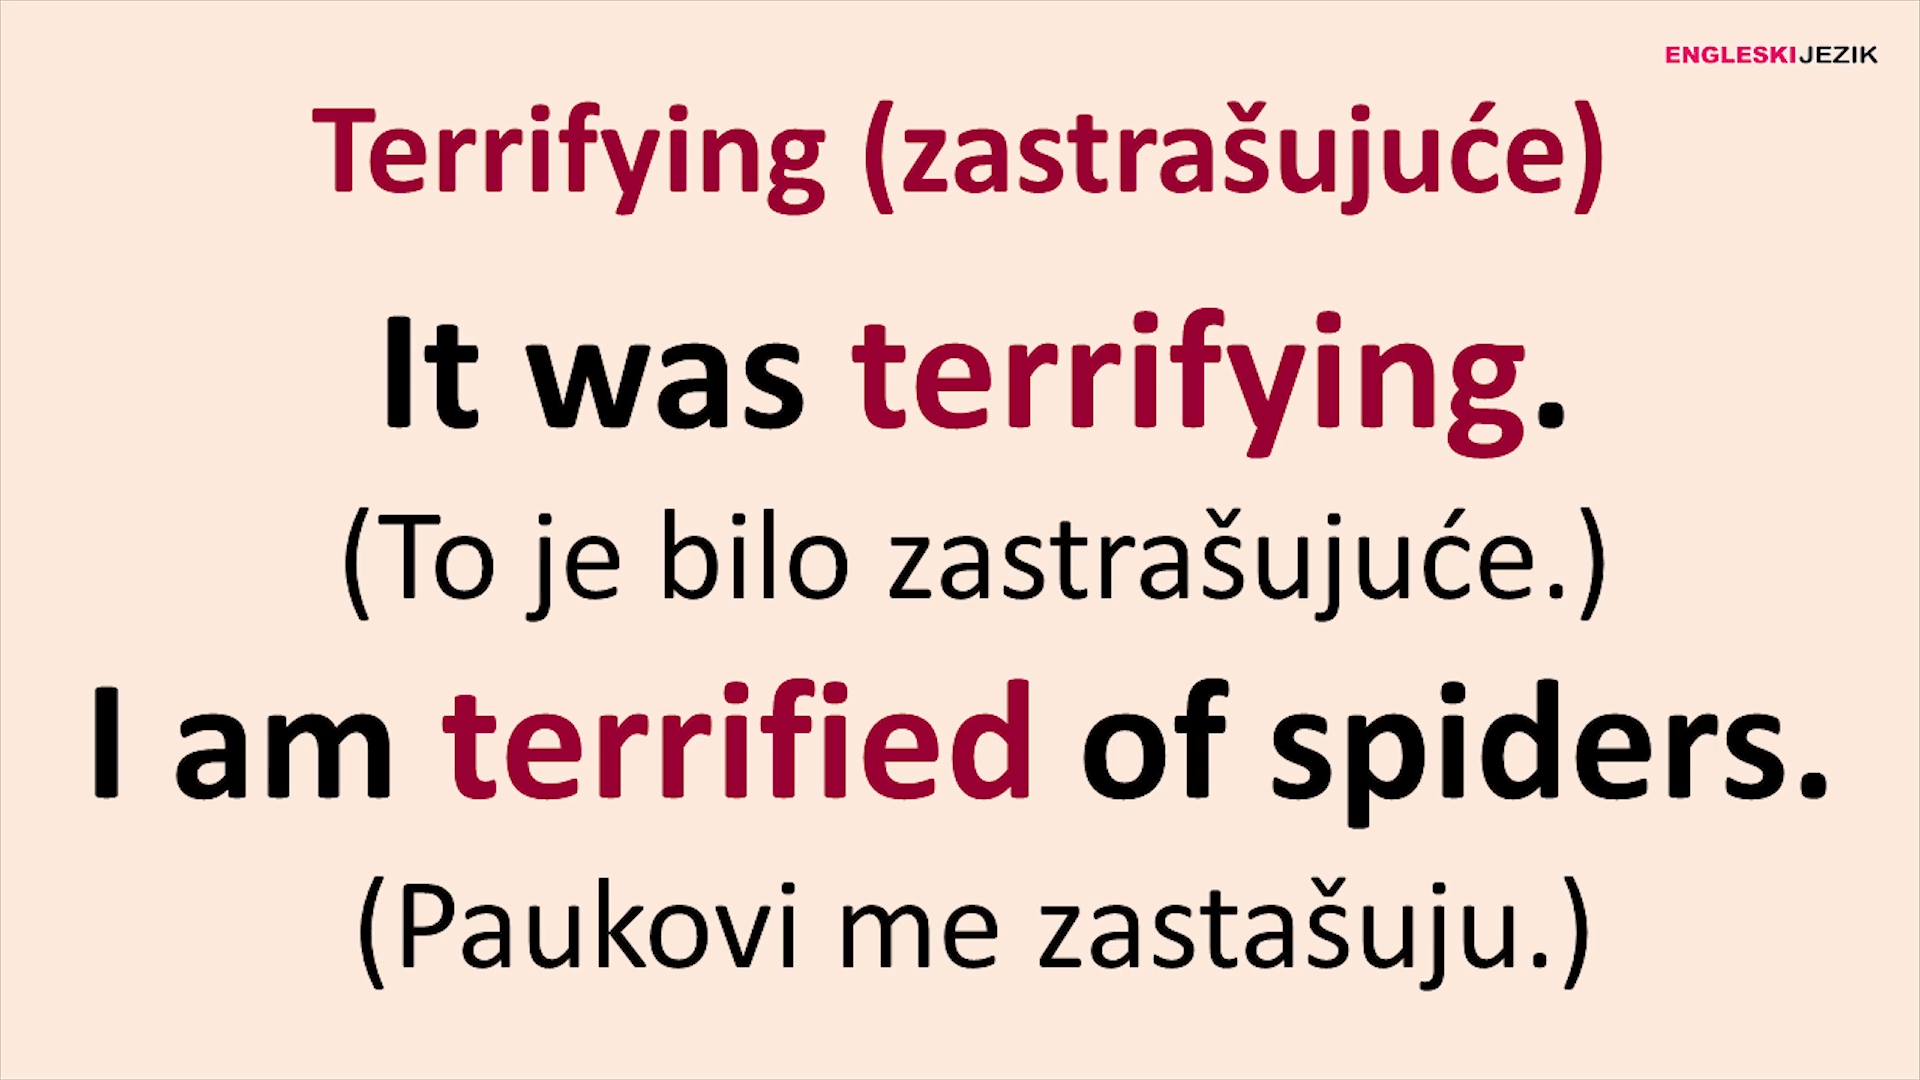 ENGLESKIJEZIK
Terrifying (zastrašujuće)
It was terrifying.
(To je bilo zastrašujuće.)
I am terrified of spiders.
(Paukovi me zastašuju.)